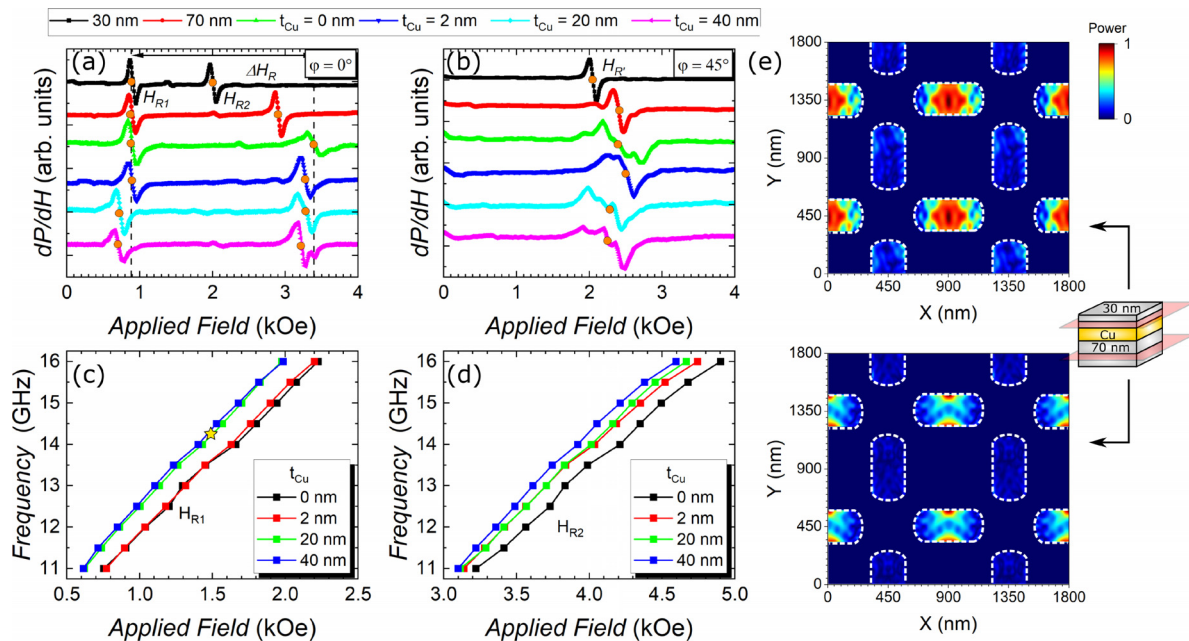 30 nm 70 nm t_Cu = 0 nm t_Cu = 2 nm t_Cu = 20 nm t_Cu = 40 nm
(a)
φ = 0°
ΔH_R
H_R1
H_R2
dP/dH (arb. units)
0 1 2 3 4
Applied Field (kOe)
(b)
φ = 45°
H_R'
dP/dH (arb. units)
0 1 2 3 4
Applied Field (kOe)
(c)
Frequency (GHz)
16
15
14
13
12
11
H_R1
t_Cu
0 nm
2 nm
20 nm
40 nm
0.5 1.0 1.5 2.0 2.5
Applied Field (kOe)
(d)
Frequency (GHz)
16
15
14
13
12
11
H_R2
t_Cu
0 nm
2 nm
20 nm
40 nm
3.0 3.5 4.0 4.5 5.0
Applied Field (kOe)
(e)
Power
1
0
Y (nm)
1800
1350
900
450
0
0 450 900 1350 1800
X (nm)
30 nm
Cu
70 nm
Y (nm)
1800
1350
900
450
0
0 450 900 1350 1800
X (nm)